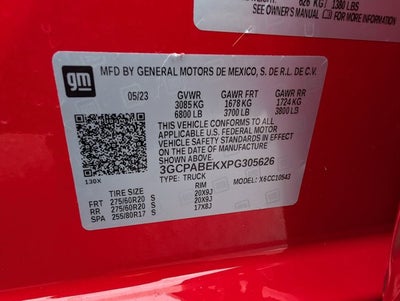 626 KG/ 1380 LBS
SEE OWNER'S MANUAL FOR MORE INFORMATION
gm
MFD BY GENERAL MOTORS DE MEXICO, S. DE R.L. DE C.V.
05/23 GVWR GAWR FRT GAWR RR
3085 KG 1678 KG 1724 KG
6800 LB 3700 LB 3800 LB
THIS VEHICLE CONFORMS TO ALL
APPLICABLE U.S. FEDERAL MOTOR
VEHICLE SAFETY STANDARDS IN
EFFECT ON THE DATE OF
MANUFACTURE SHOWN ABOVE.
3GCPABEKXPG305626
130X TYPE: TRUCK MODEL: X6CC10543
TIRE SIZE RIM
FRT 275/60R20 S 20X9J
RR 275/60R20 S 20X9J
SPA 255/80R17 S 17X8J